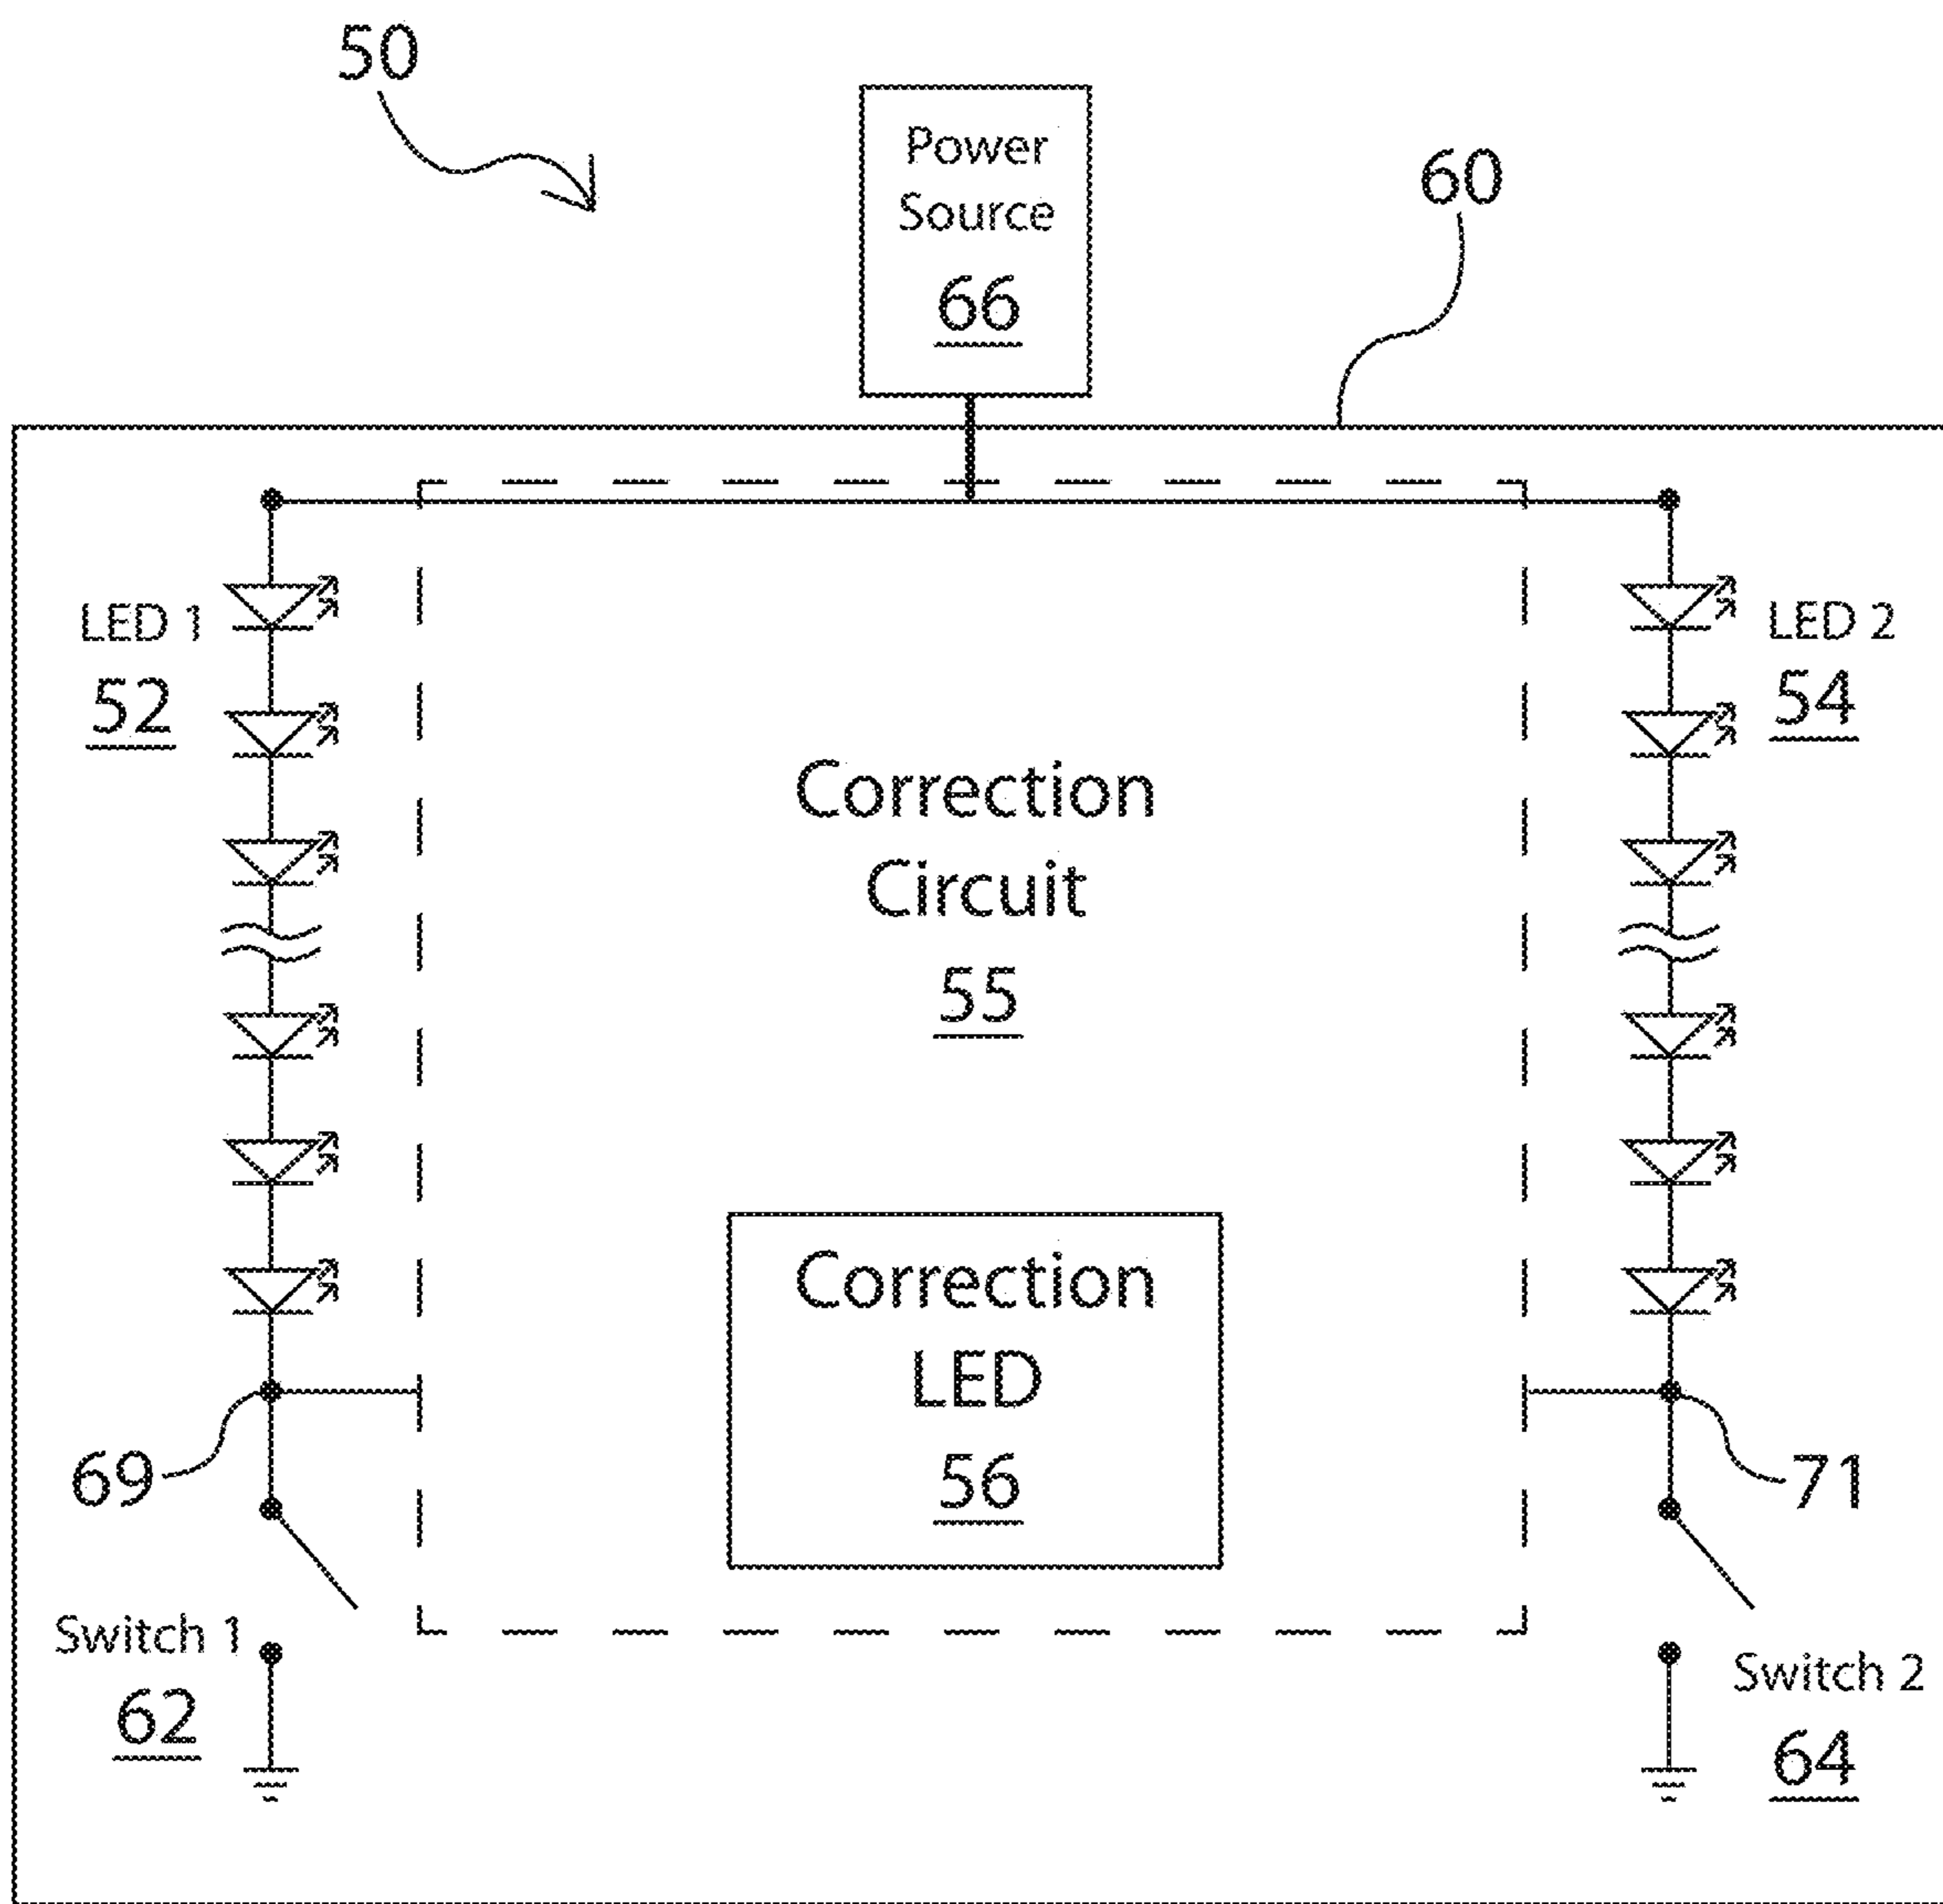 50
Power
Source
66
60
LED 1
52
LED 2
54
Correction
Circuit
55
Correction
LED
56
69
71
Switch 1
62
Switch 2
64